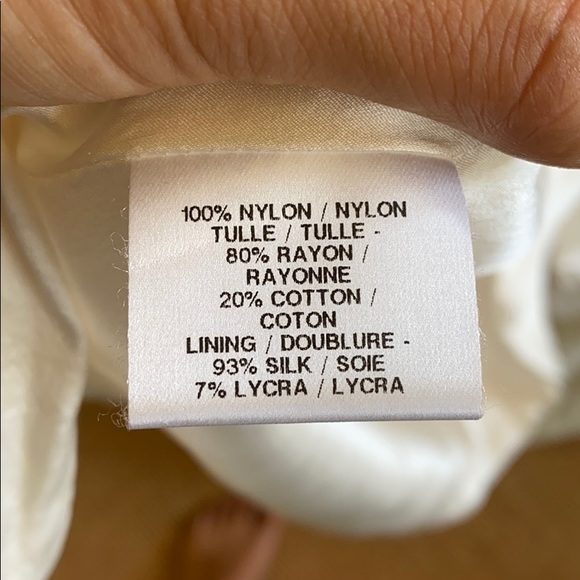 100% NYLON / NYLON
TULLE / TULLE -
80% RAYON /
RAYONNE
20% COTTON /
COTON
LINING / DOUBLURE -
93% SILK / SOIE
7% LYCRA / LYCRA